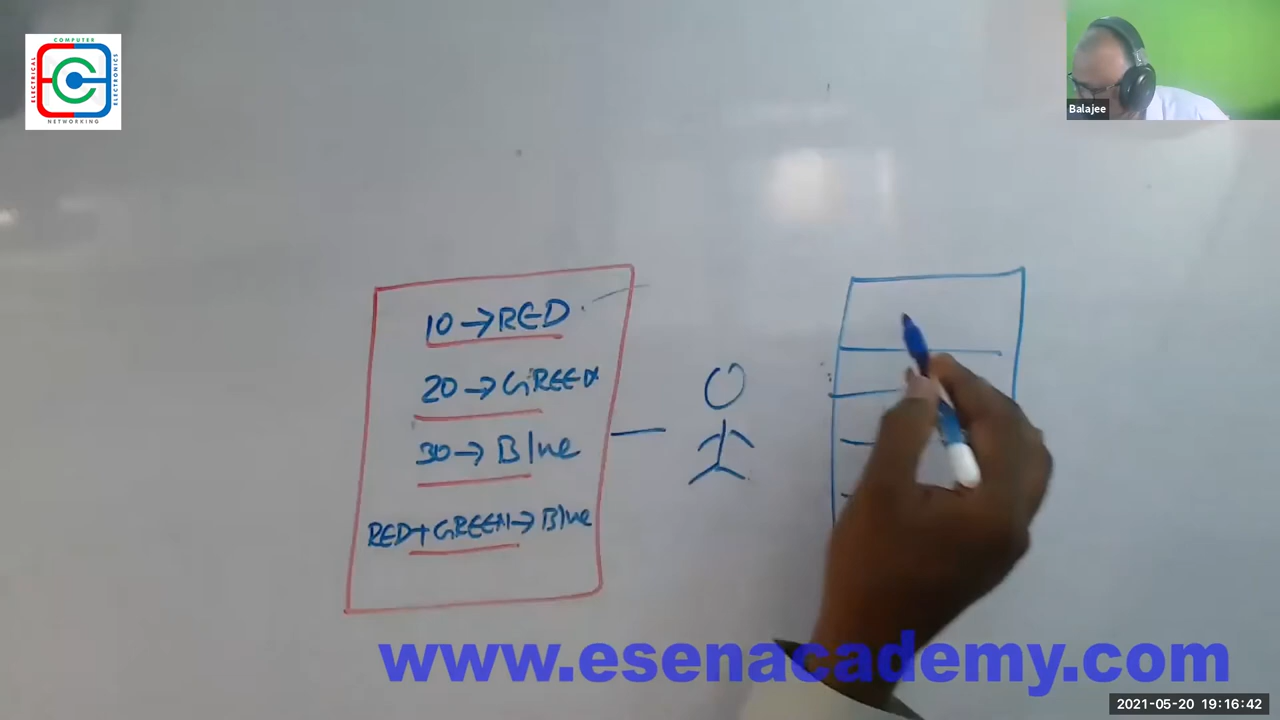 COMPUTER
ELECTRICAL
ELECTRONICS
NETWORKING
Balajee
10 → RED
20 → GREEN
30 → Blue
RED+GREEN → Blue
www.esenacademy.com
2021-05-20 19:16:42